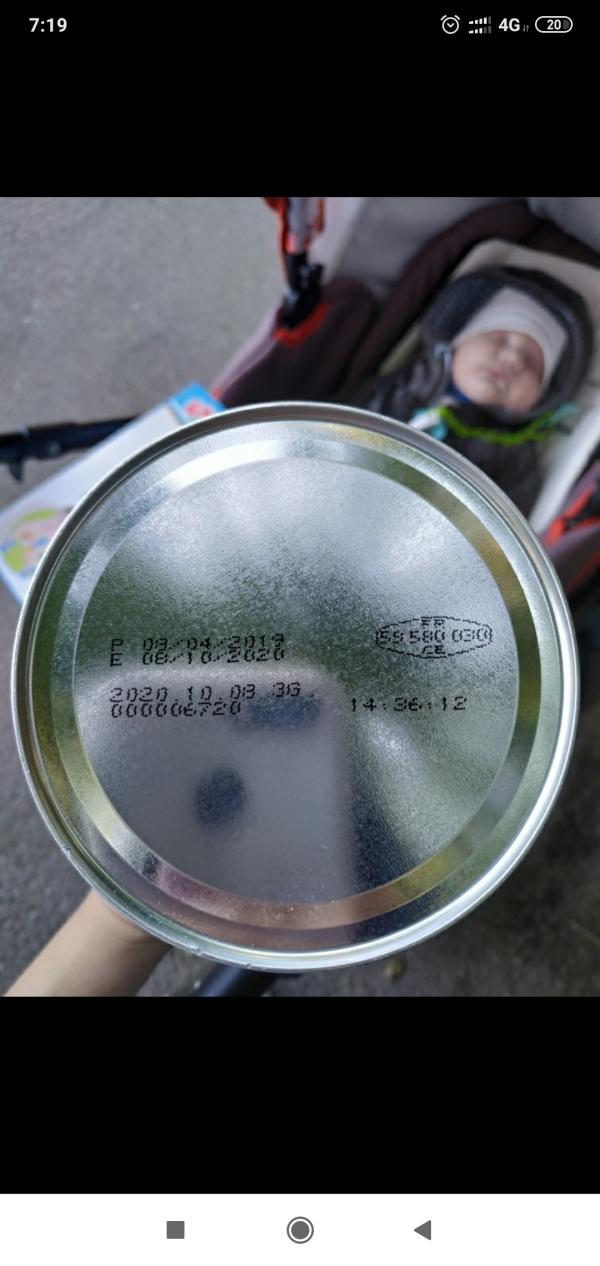 7:19
4G
20
P 08/04/2019
E 08/10/2020
FR
59 580 030
CE
2020.10.08 3G
000006720
14:36:12